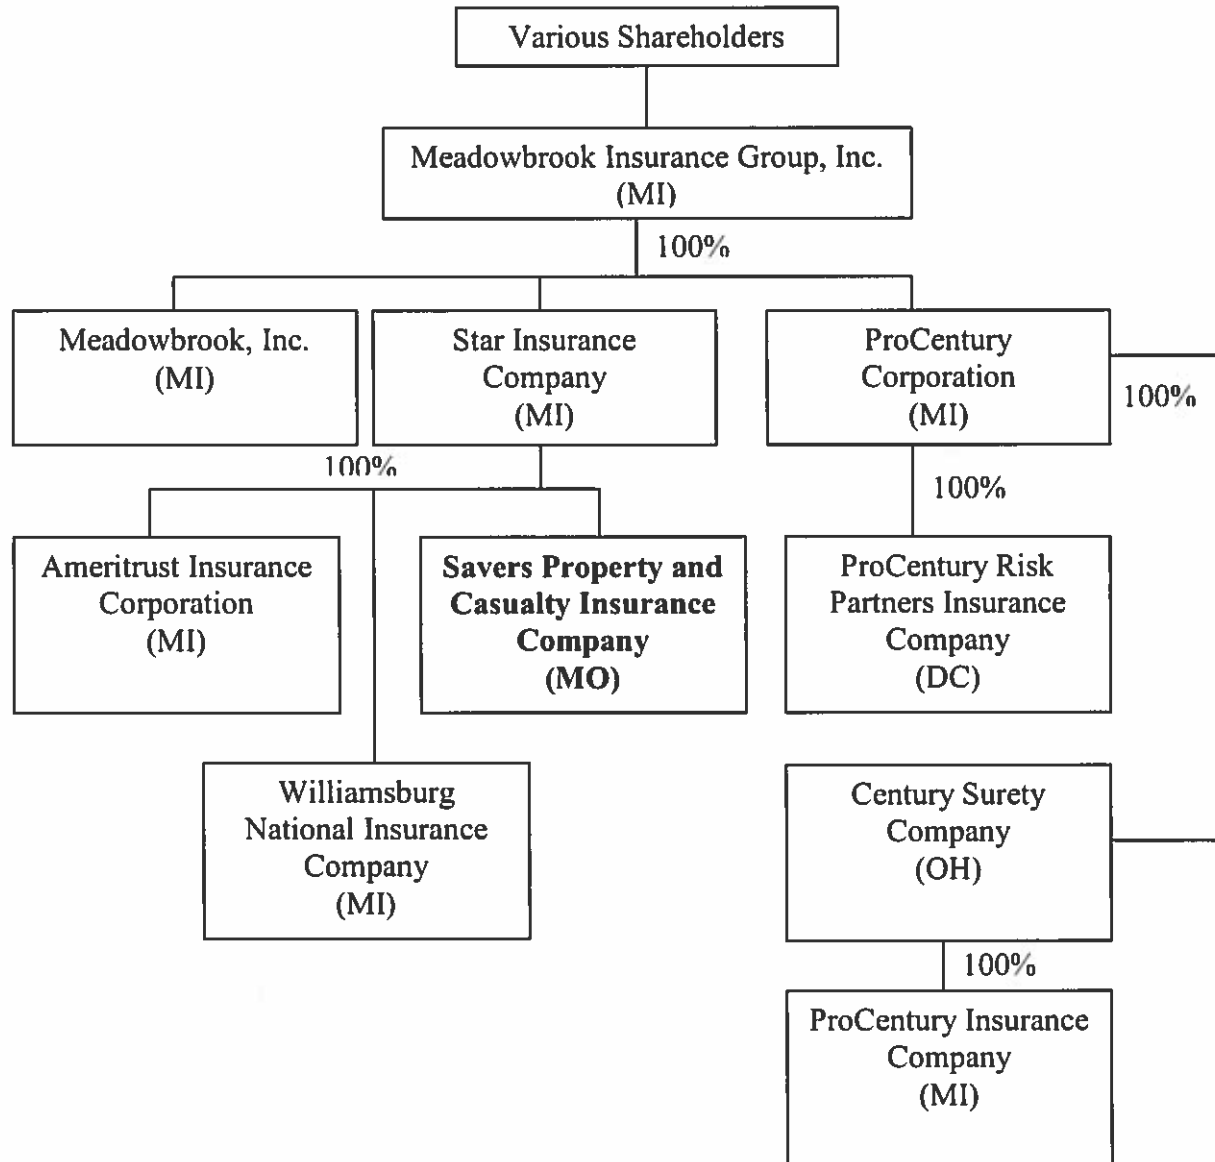 Various Shareholders
Meadowbrook Insurance Group, Inc.
(MI)
100%
Meadowbrook, Inc.
(MI)
Star Insurance
Company
(MI)
ProCentury
Corporation
(MI)
100%
100%
100%
Ameritrust Insurance
Corporation
(MI)
Savers Property and
Casualty Insurance
Company
(MO)
ProCentury Risk
Partners Insurance
Company
(DC)
Williamsburg
National Insurance
Company
(MI)
Century Surety
Company
(OH)
100%
ProCentury Insurance
Company
(MI)